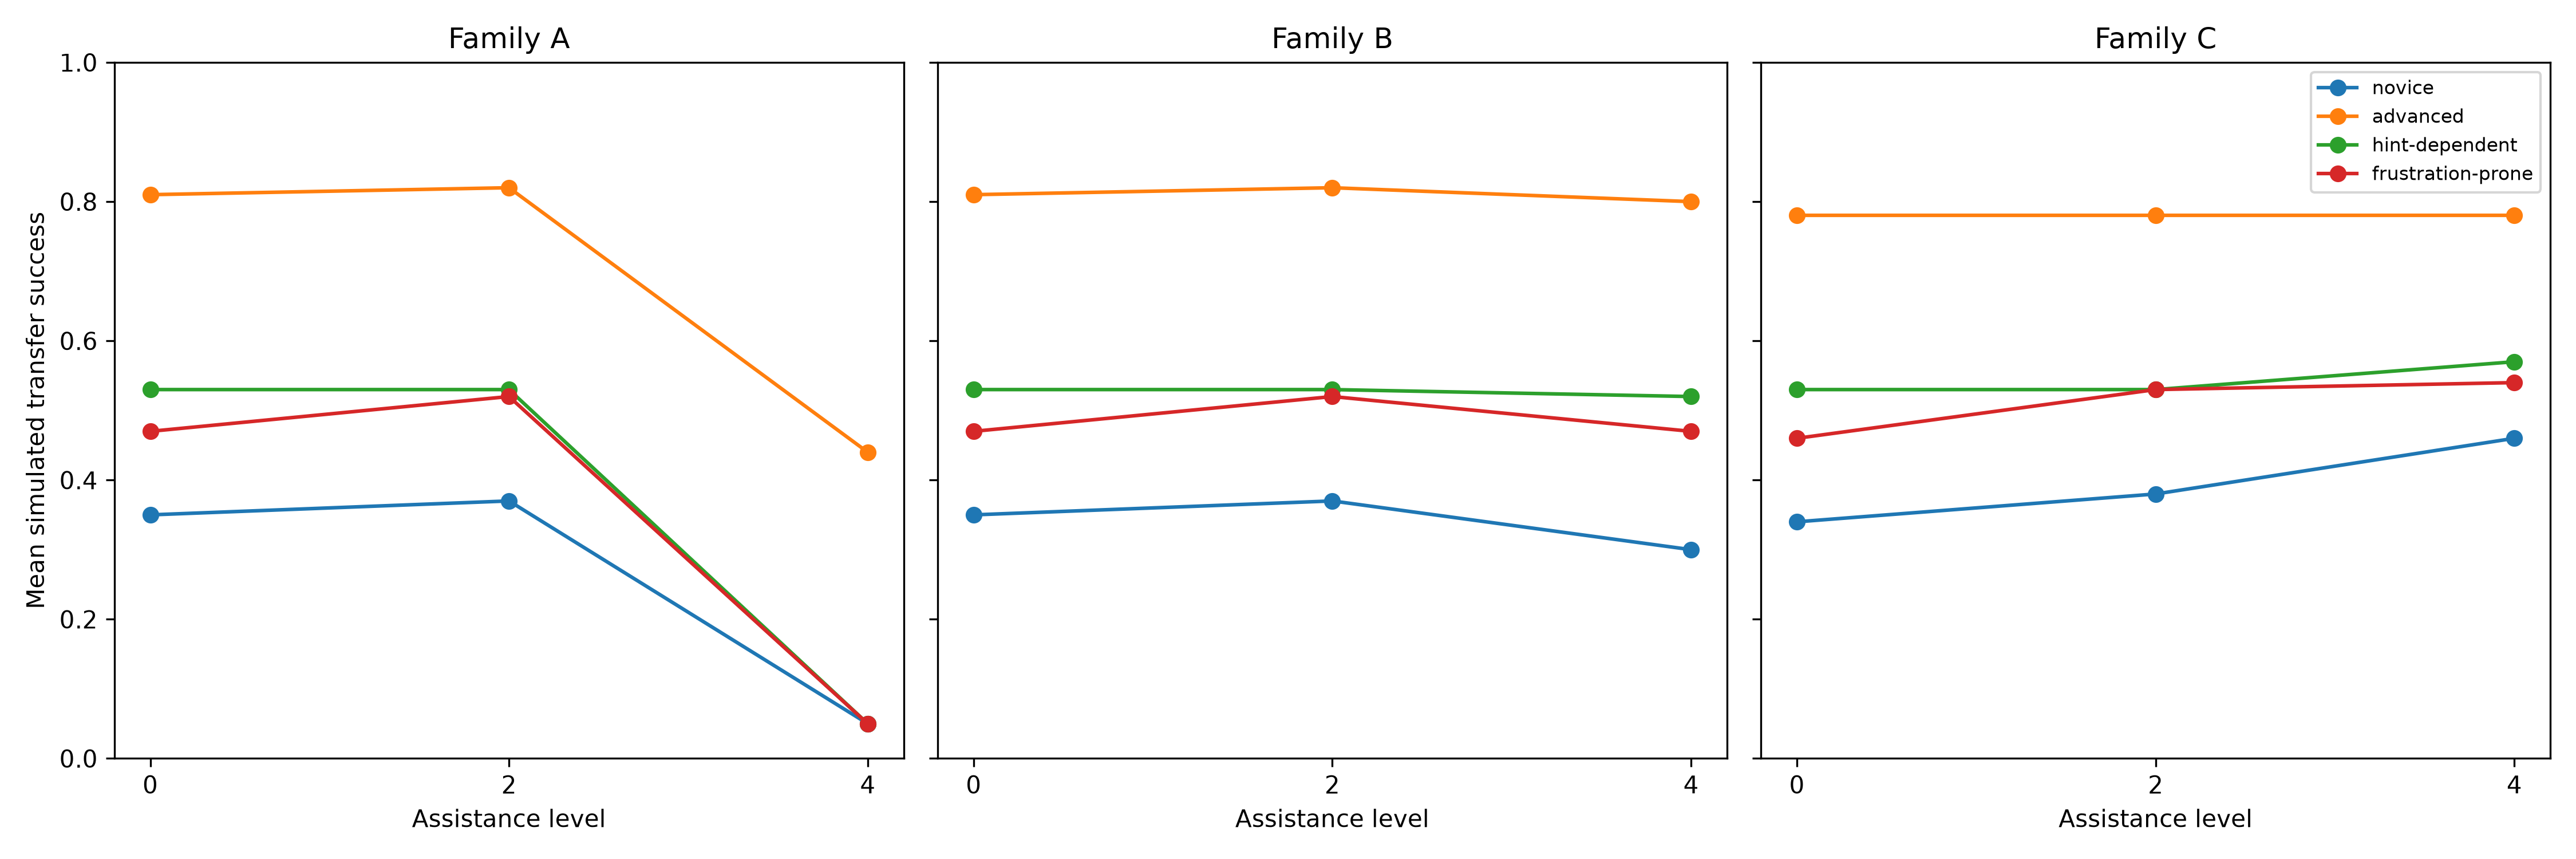 Family A
Family B
Family C
Mean simulated transfer success
1.0
0.8
0.6
0.4
0.2
0.0
0
2
4
Assistance level
0
2
4
Assistance level
novice
advanced
hint-dependent
frustration-prone
0
2
4
Assistance level